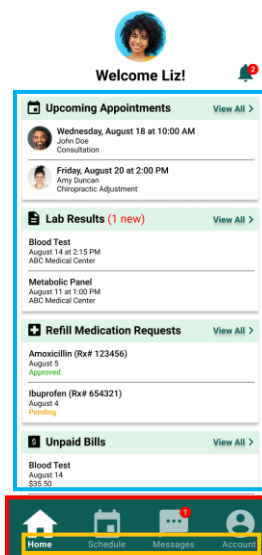 Welcome Liz!
2
Upcoming Appointments
View All >
Wednesday, August 18 at 10:00 AM
John Doe
Consultation
Friday, August 20 at 2:00 PM
Amy Duncan
Chiropractic Adjustment
Lab Results (1 new)
View All >
Blood Test
August 14 at 2:15 PM
ABC Medical Center
Metabolic Panel
August 11 at 1:00 PM
ABC Medical Center
Refill Medication Requests
View All >
Amoxicillin (Rx# 123456)
August 5
Approved
Ibuprofen (Rx# 654321)
August 4
Pending
$
Unpaid Bills
View All >
Blood Test
August 14
$35.50
1
Home
Schedule
Messages
Account